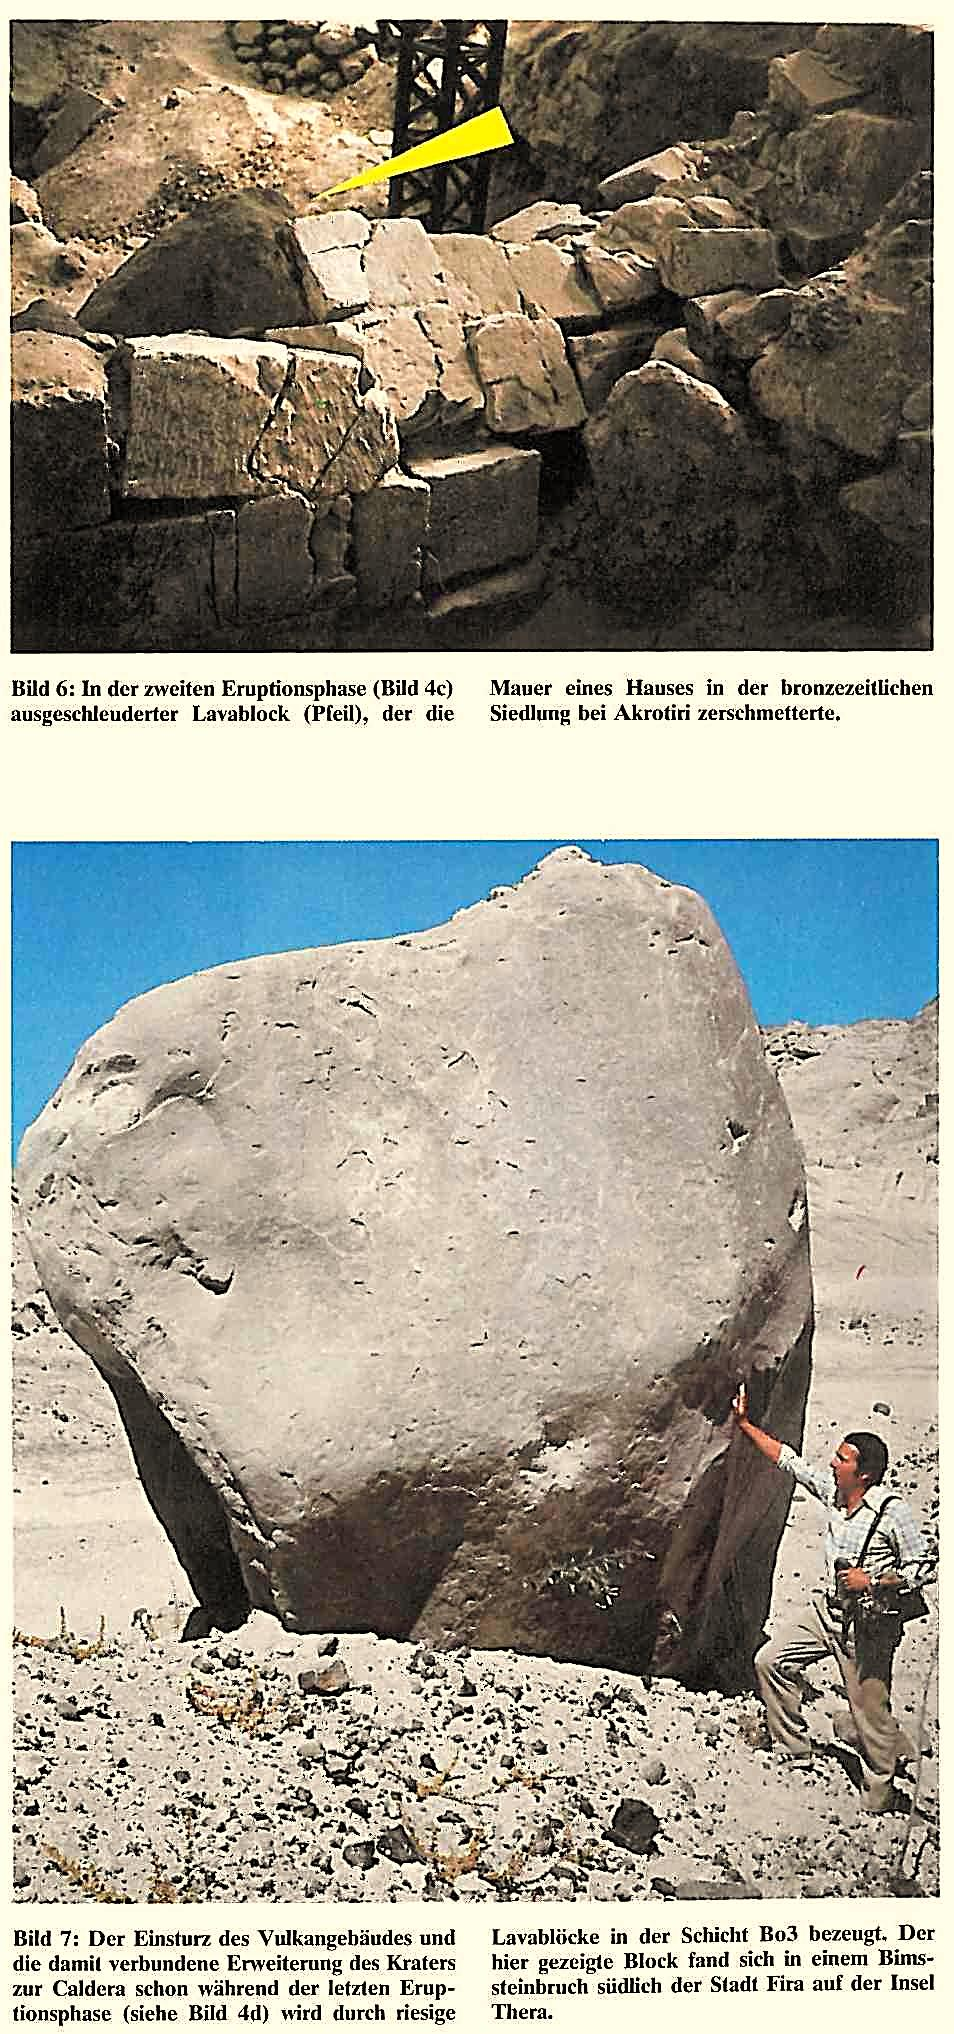 Bild 6: In der zweiten Eruptionsphase (Bild 4c)
ausgeschleuderter Lavablock (Pfeil), der die
Mauer eines Hauses in der bronzezeitlichen
Siedlung bei Akrotiri zerschmetterte.
Bild 7: Der Einsturz des Vulkangebäudes und
die damit verbundene Erweiterung des Kraters
zur Caldera schon während der letzten Erup-
tionsphase (siehe Bild 4d) wird durch riesige
Lavablöcke in der Schicht Bo3 bezeugt. Der
hier gezeigte Block fand sich in einem Bims-
steinbruch südlich der Stadt Fira auf der Insel
Thera.